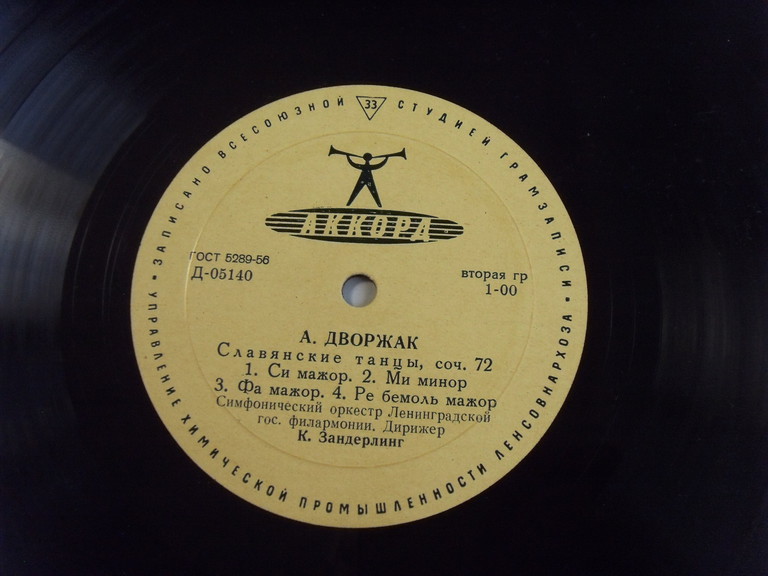 ЗАПИСАНО ВСЕСОЮЗНОЙ 33 СТУДИЕЙ ГРАМЗАПИСИ
АККОРД
ГОСТ 5289-56
Д-05140
вторая гр
1-00
А. ДВОРЖАК
Славянские танцы, соч. 72
1. Си мажор. 2. Ми минор
3. Фа мажор. 4. Ре бемоль мажор
Симфонический оркестр Ленинградской
гос. филармонии. Дирижер
К. Зандерлинг
УПРАВЛЕНИЕ ХИМИЧЕСКОЙ ПРОМЫШЛЕННОСТИ ЛЕНСОВНАРХОЗА